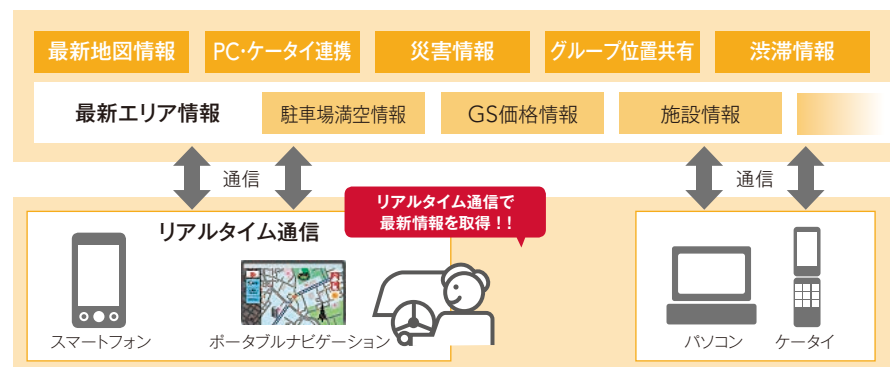 最新地図情報
PC・ケータイ連携
災害情報
グループ位置共有
渋滞情報
最新エリア情報
駐車場満空情報
GS価格情報
施設情報
通信
通信
リアルタイム通信で
最新情報を取得！！
リアルタイム通信
スマートフォン
ポータブルナビゲーション
パソコン
ケータイ